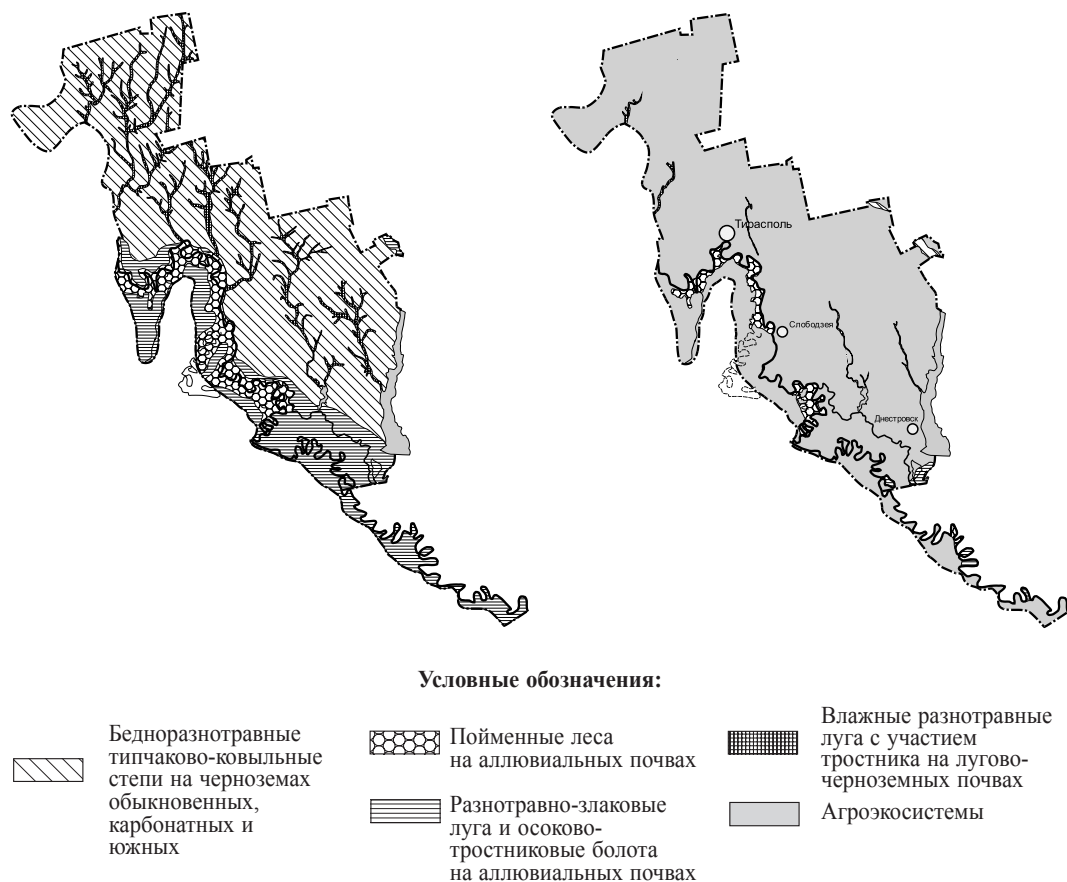 Тирасполь
Слободзея
Днестровск
Условные обозначения:
Бедноразнотравные
типчаково-ковыльные
степи на черноземах
обыкновенных,
карбонатных и
южных
Пойменные леса
на аллювиальных почвах
Разнотравно-злаковые
луга и осоково-
тростниковые болота
на аллювиальных почвах
Влажные разнотравные
луга с участием
тростника на лугово-
черноземных почвах
Агроэкосистемы